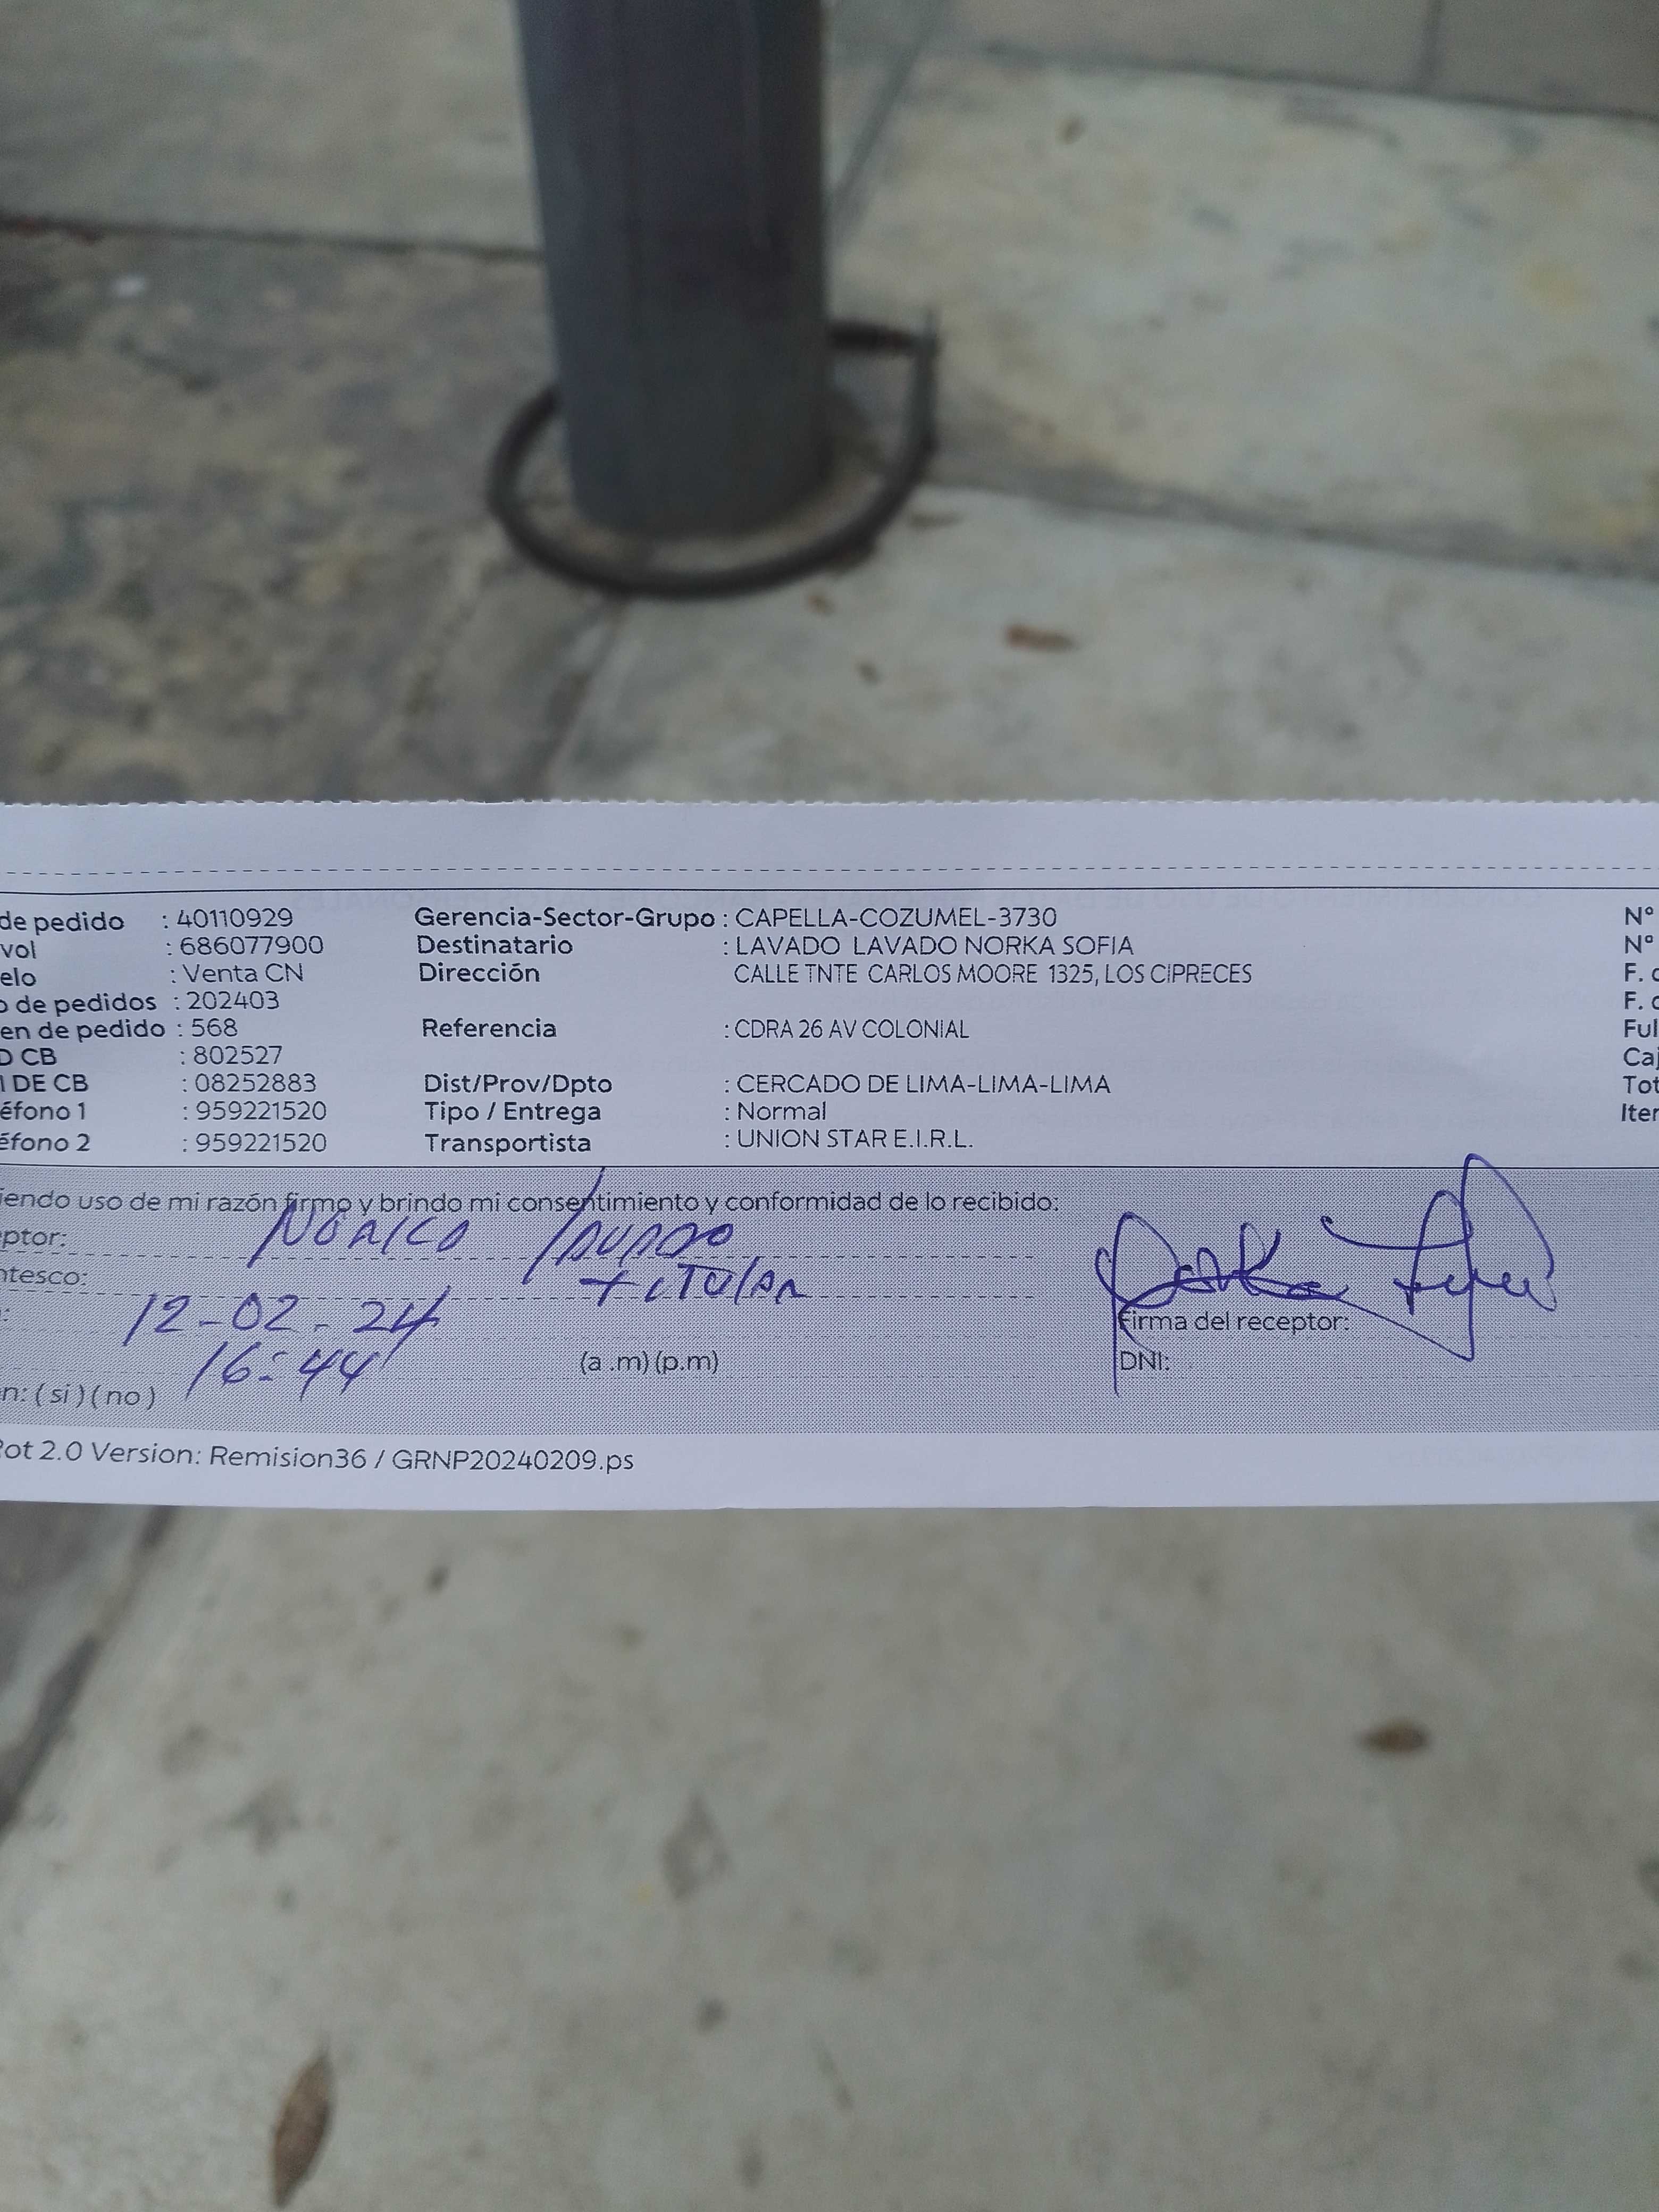 de pedido : 40110929 Gerencia-Sector-Grupo : CAPELLA-COZUMEL-3730 Nº
vol : 686077900 Destinatario : LAVADO LAVADO NORKA SOFIA Nº
elo : Venta CN Dirección CALLE TNTE CARLOS MOORE 1325, LOS CIPRECES F. d
o de pedidos : 202403 F. d
en de pedido : 568 Referencia : CDRA 26 AV COLONIAL Ful
D CB : 802527 Caj
I DE CB : 08252883 Dist/Prov/Dpto : CERCADO DE LIMA-LIMA-LIMA Tot
éfono 1 : 959221520 Tipo / Entrega : Normal Iter
éfono 2 : 959221520 Transportista : UNION STAR E.I.R.L.
iendo uso de mi razón firmo y brindo mi consentimiento y conformidad de lo recibido:
ptor: lavado
ntesco: titular
: 12-02-24 Firma del receptor:
16:44 (a .m) (p.m) DNI:
n: ( si ) ( no )
Rot 2.0 Version: Remision36 / GRNP20240209.ps